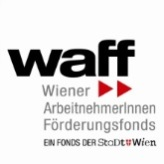 waff
Wiener
ArbeitnehmerInnen
Förderungsfonds
EIN FONDS DER StaDt Wien